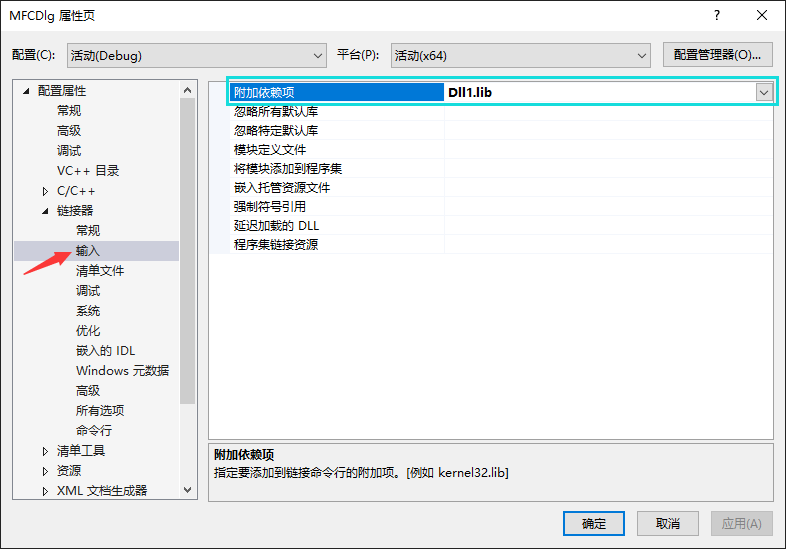 MFCDlg 属性页
配置(C): 活动(Debug) 平台(P): 活动(x64) 配置管理器(O)...
配置属性
常规
高级
调试
VC++ 目录
C/C++
链接器
常规
输入
清单文件
调试
系统
优化
嵌入的 IDL
Windows 元数据
高级
所有选项
命令行
清单工具
资源
XML 文档生成器
附加依赖项 Dll1.lib
忽略所有默认库
忽略特定默认库
模块定义文件
将模块添加到程序集
嵌入托管资源文件
强制符号引用
延迟加载的 DLL
程序集链接资源
附加依赖项
指定要添加到链接命令行的附加项。[例如 kernel32.lib]
确定 取消 应用(A)